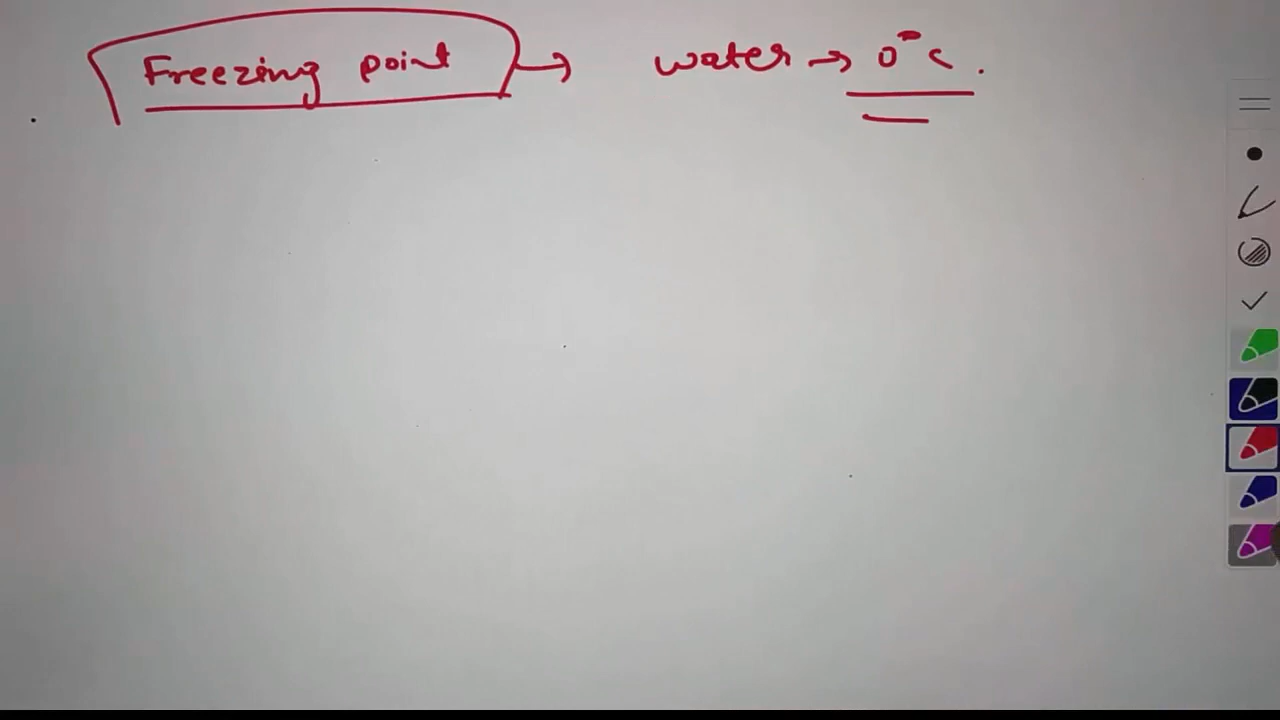 Freezing point → water → 0°c.